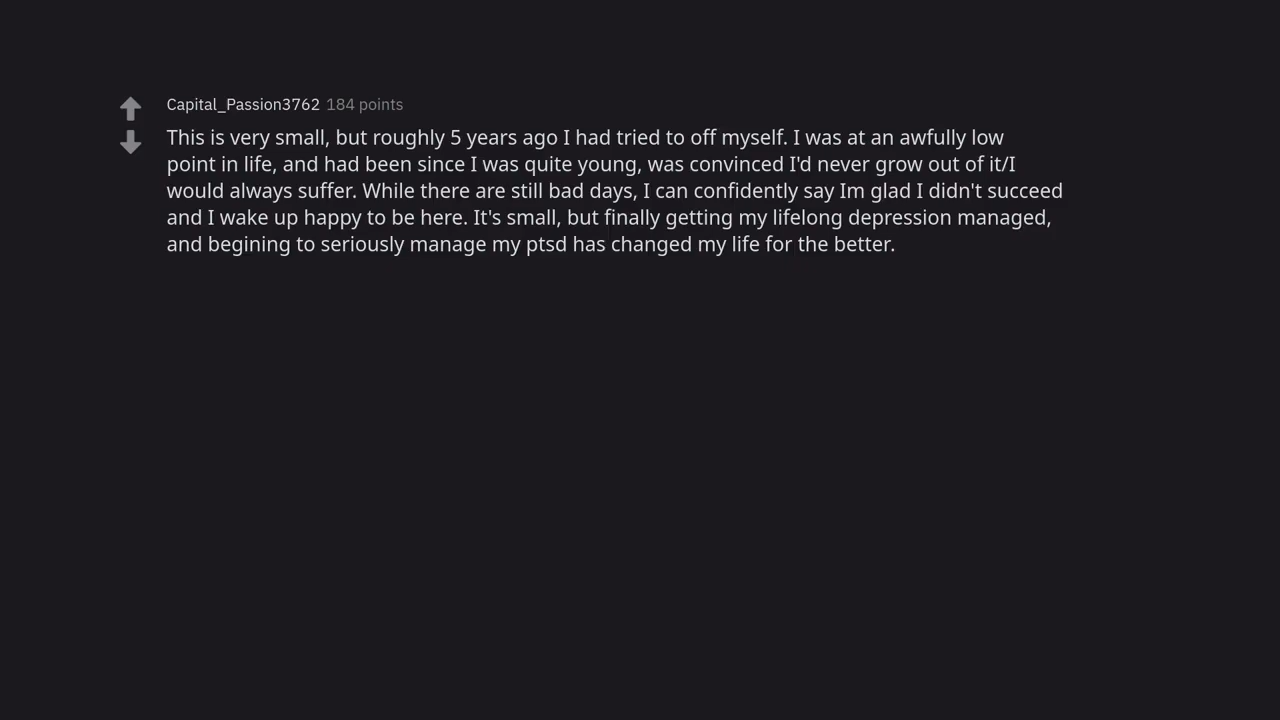 Capital_Passion3762 184 points
This is very small, but roughly 5 years ago I had tried to off myself. I was at an awfully low
point in life, and had been since I was quite young, was convinced I'd never grow out of it/I
would always suffer. While there are still bad days, I can confidently say Im glad I didn't succeed
and I wake up happy to be here. It's small, but finally getting my lifelong depression managed,
and begining to seriously manage my ptsd has changed my life for the better.